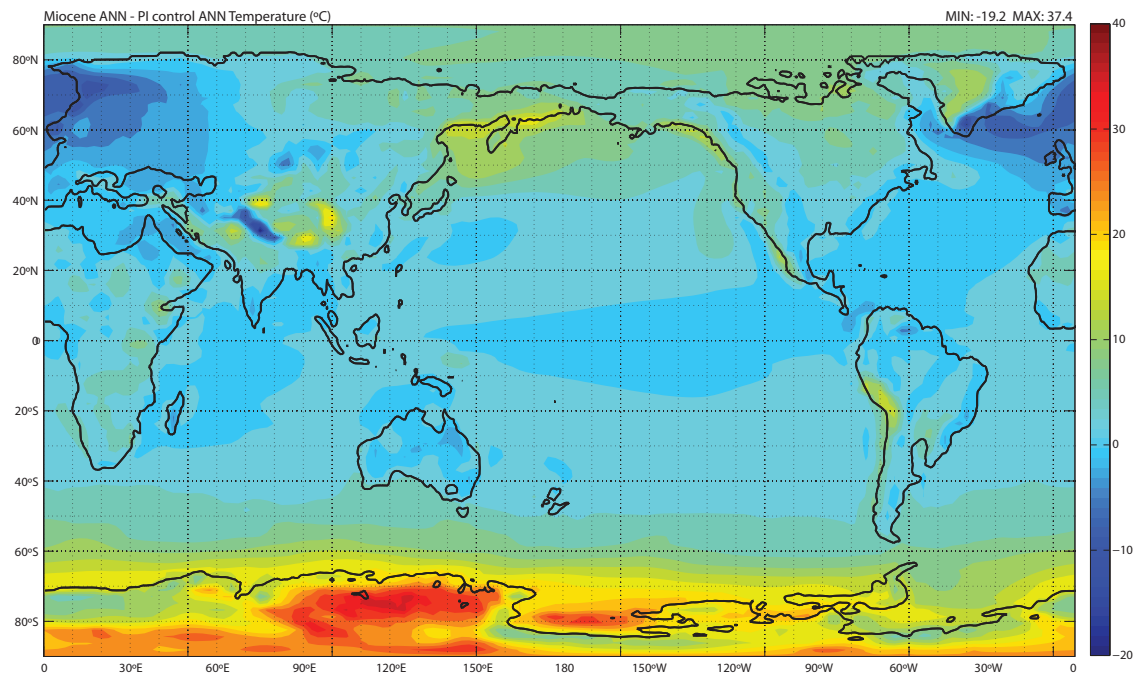 Miocene ANN - PI control ANN Temperature (ºC) MIN: -19.2 MAX: 37.4
80ºN
60ºN
40ºN
20ºN
0
20ºS
40ºS
60ºS
80ºS
0 30ºE 60ºE 90ºE 120E 150ºE 180 150ºW 120ºW 90ºW 60ºW 30ºW 0
40
30
20
10
0
−10
−20